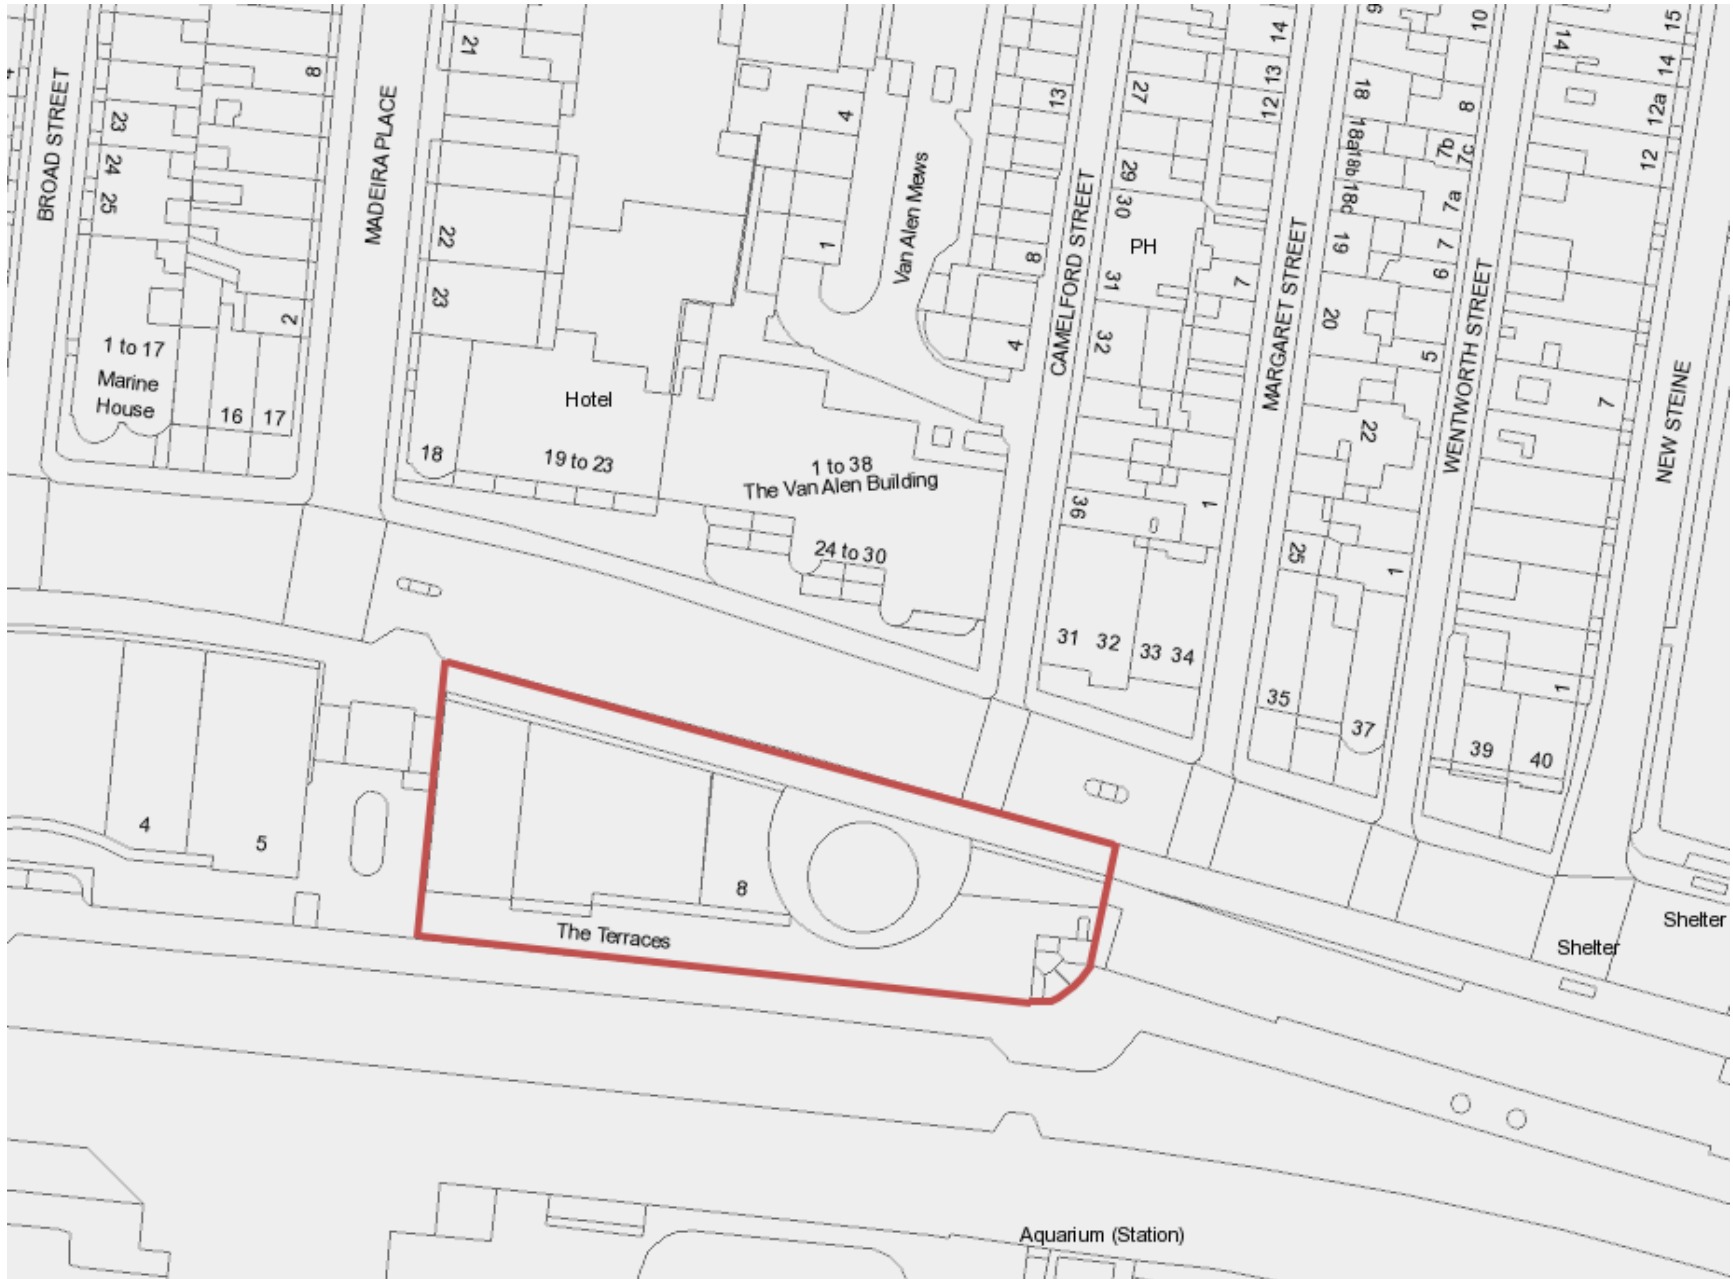 BROAD STREET
23
24
25
8
2
1 to 17
Marine
House
16
17
MADEIRA PLACE
21
22
23
18
Hotel
19 to 23
4
1
Van Alen Mews
1 to 38
The Van Alen Building
24 to 30
13
8
4
CAMELFORD STREET
27
29
30
PH
31
32
36
31
32
33
34
14
13
12
7
1
MARGARET STREET
18
18a
18b
18c
19
20
22
25
35
37
10
8
7b
7c
7a
7
6
5
1
WENTWORTH STREET
14
15
14
12a
12
7
1
39
40
NEW STEINE
Shelter
Shelter
4
5
8
The Terraces
Aquarium (Station)